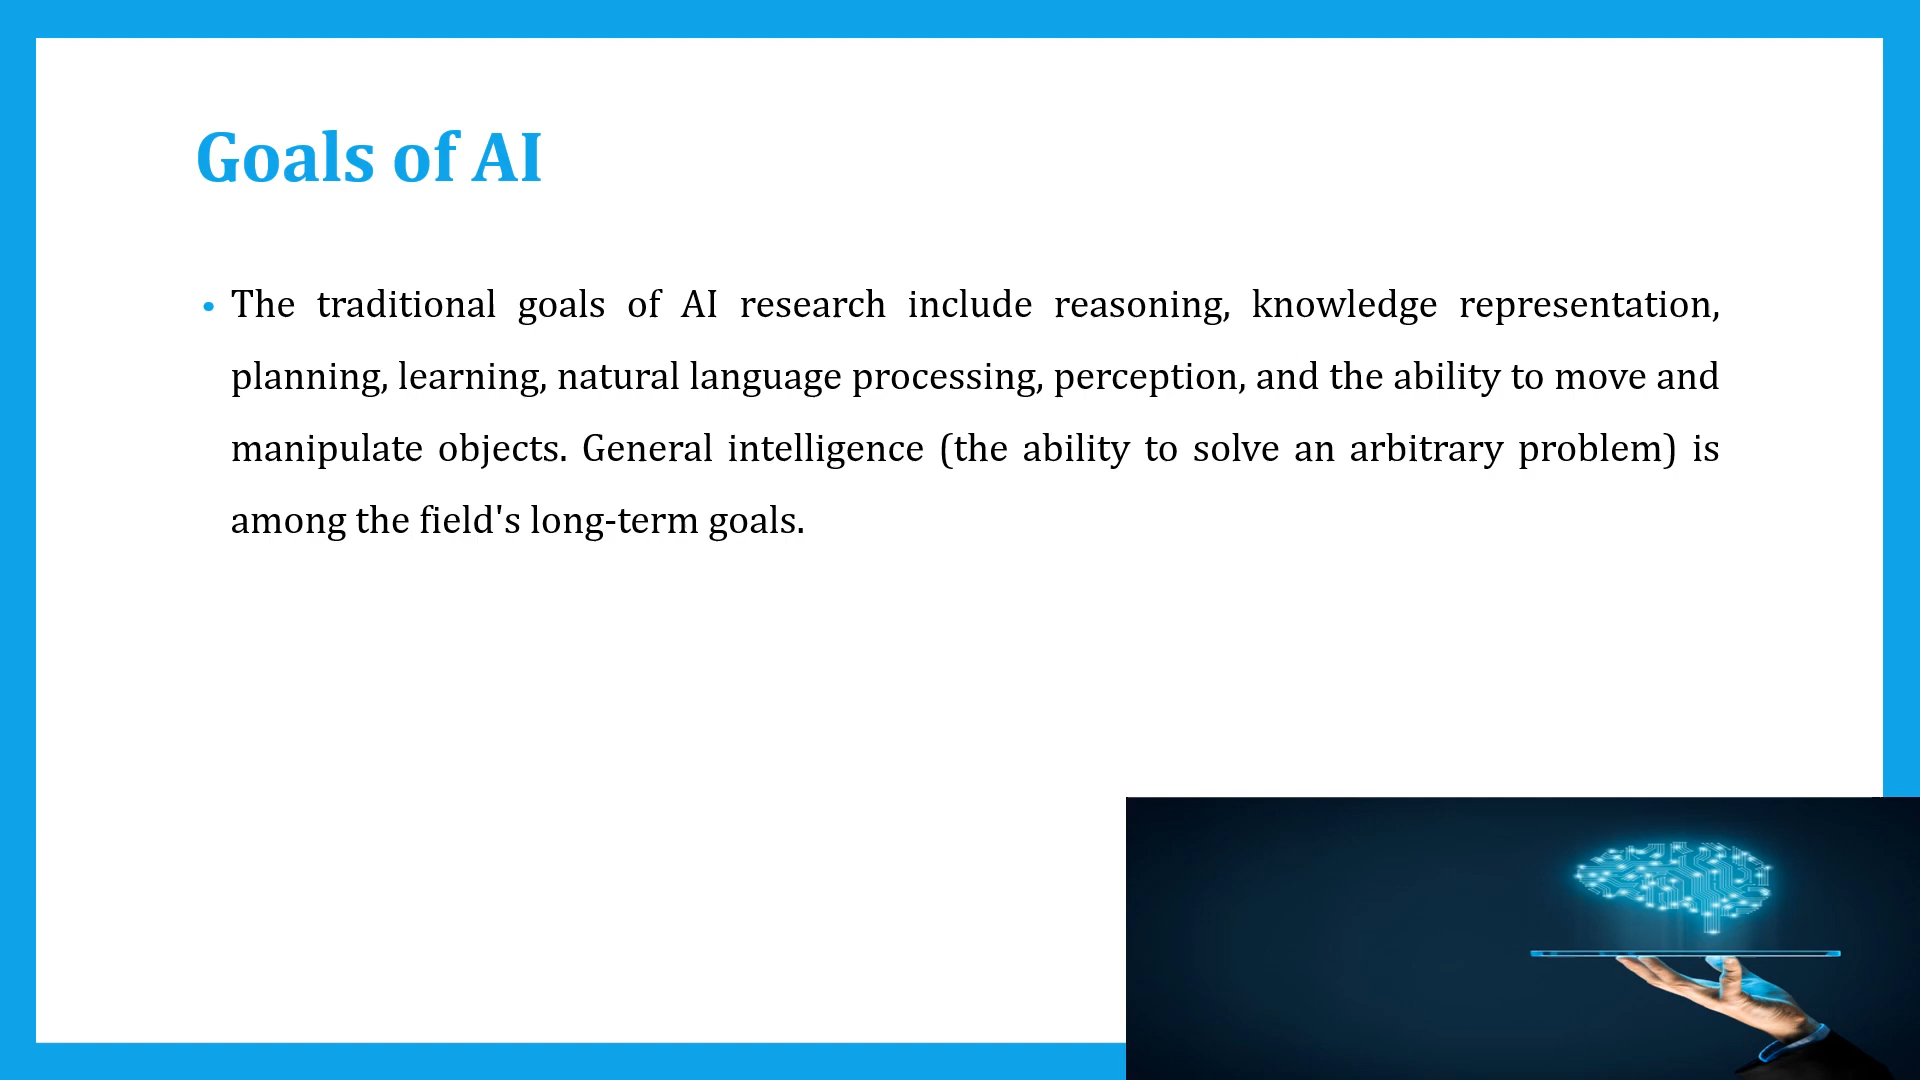 Goals of AI
• The traditional goals of AI research include reasoning, knowledge representation,
planning, learning, natural language processing, perception, and the ability to move and
manipulate objects. General intelligence (the ability to solve an arbitrary problem) is
among the field's long-term goals.